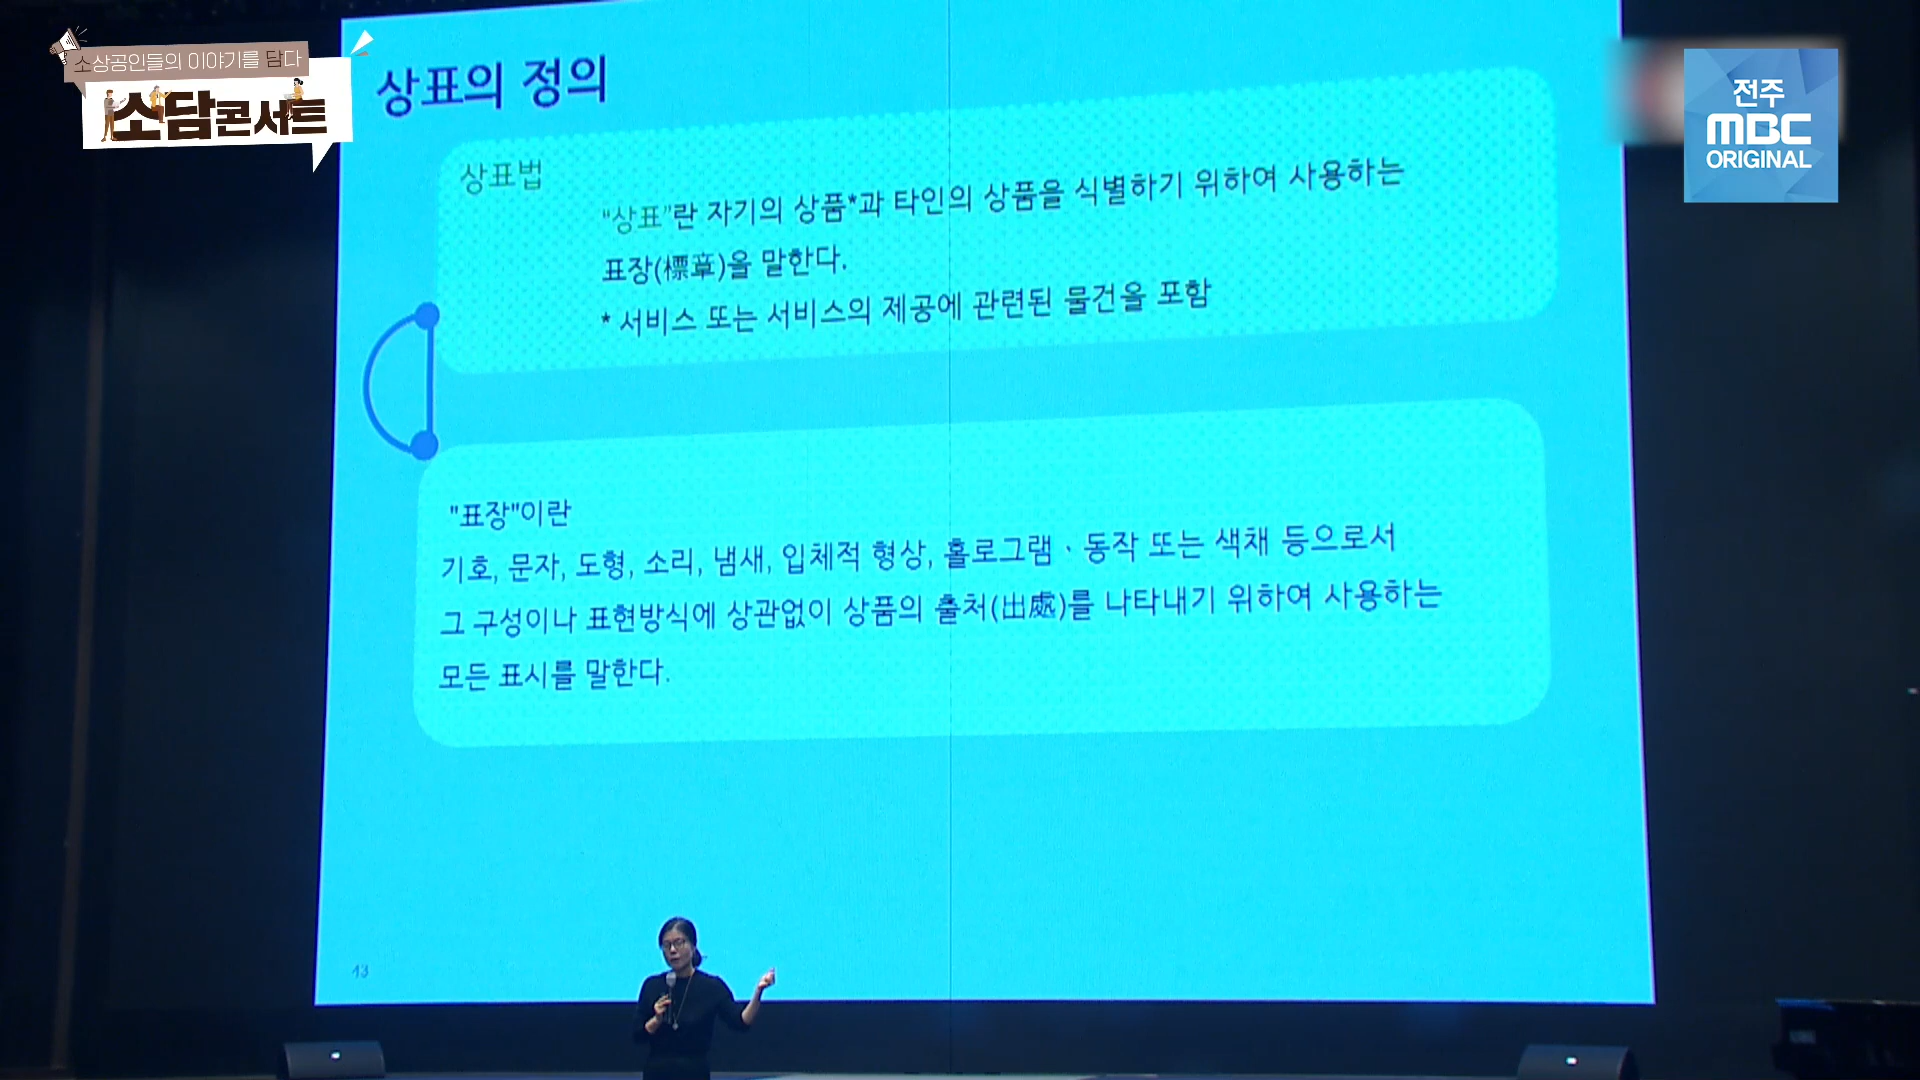 소상공인들의 이야기를 담다
소담콘서트
전주
MBC
ORIGINAL
상표의 정의
상표법
"상표"란 자기의 상품*과 타인의 상품을 식별하기 위하여 사용하는
표장(標章)을 말한다.
* 서비스 또는 서비스의 제공에 관련된 물건을 포함
"표장"이란
기호, 문자, 도형, 소리, 냄새, 입체적 형상, 홀로그램 · 동작 또는 색채 등으로서
그 구성이나 표현방식에 상관없이 상품의 출처(出處)를 나타내기 위하여 사용하는
모든 표시를 말한다.
13